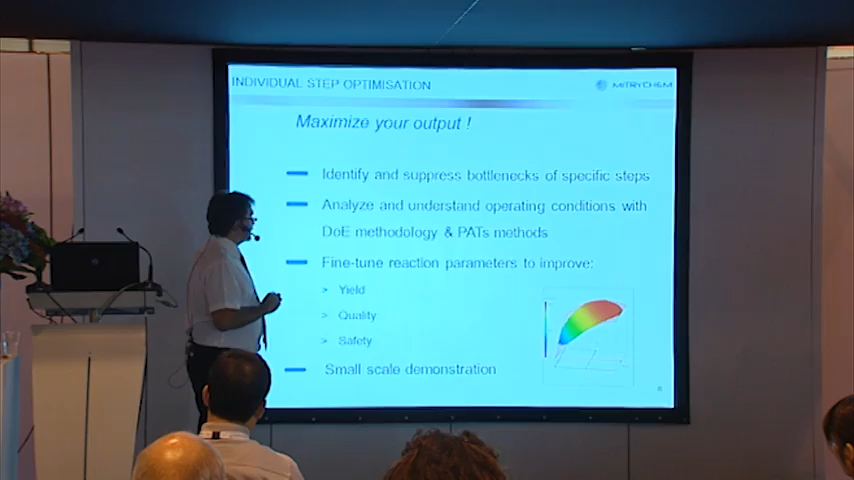 INDIVIDUAL STEP OPTIMISATION
MITRYCHEM
Maximize your output !
Identify and suppress bottlenecks of specific steps
Analyze and understand operating conditions with
DoE methodology & PATs methods
Fine-tune reaction parameters to improve:
> Yield
> Quality
> Safety
Small scale demonstration